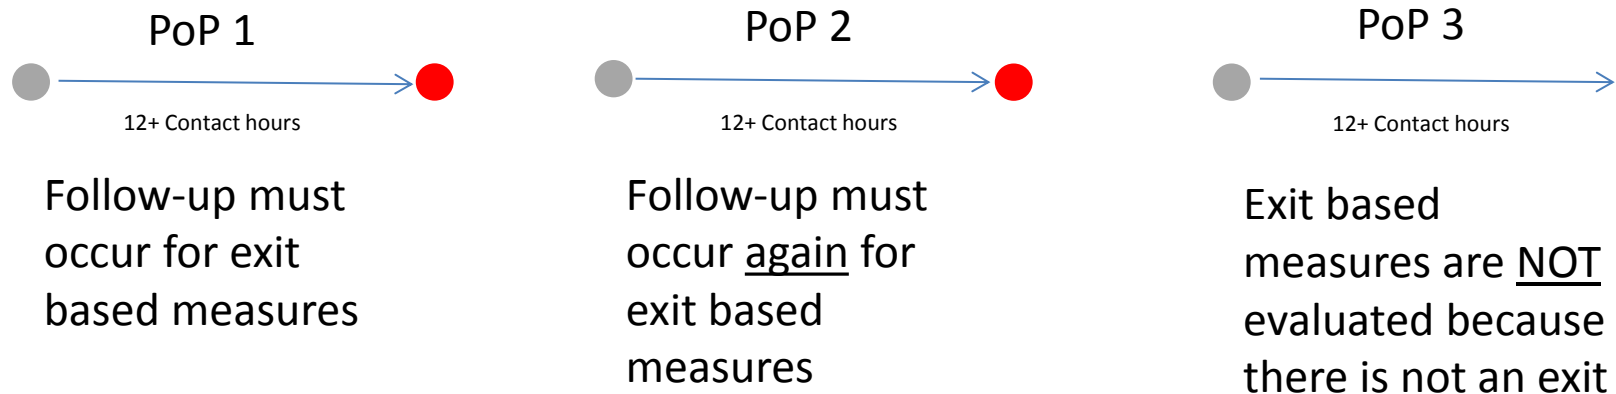 PoP 1
12+ Contact hours
Follow-up must
occur for exit
based measures
PoP 2
12+ Contact hours
Follow-up must
occur again for
exit based
measures
PoP 3
12+ Contact hours
Exit based
measures are NOT
evaluated because
there is not an exit